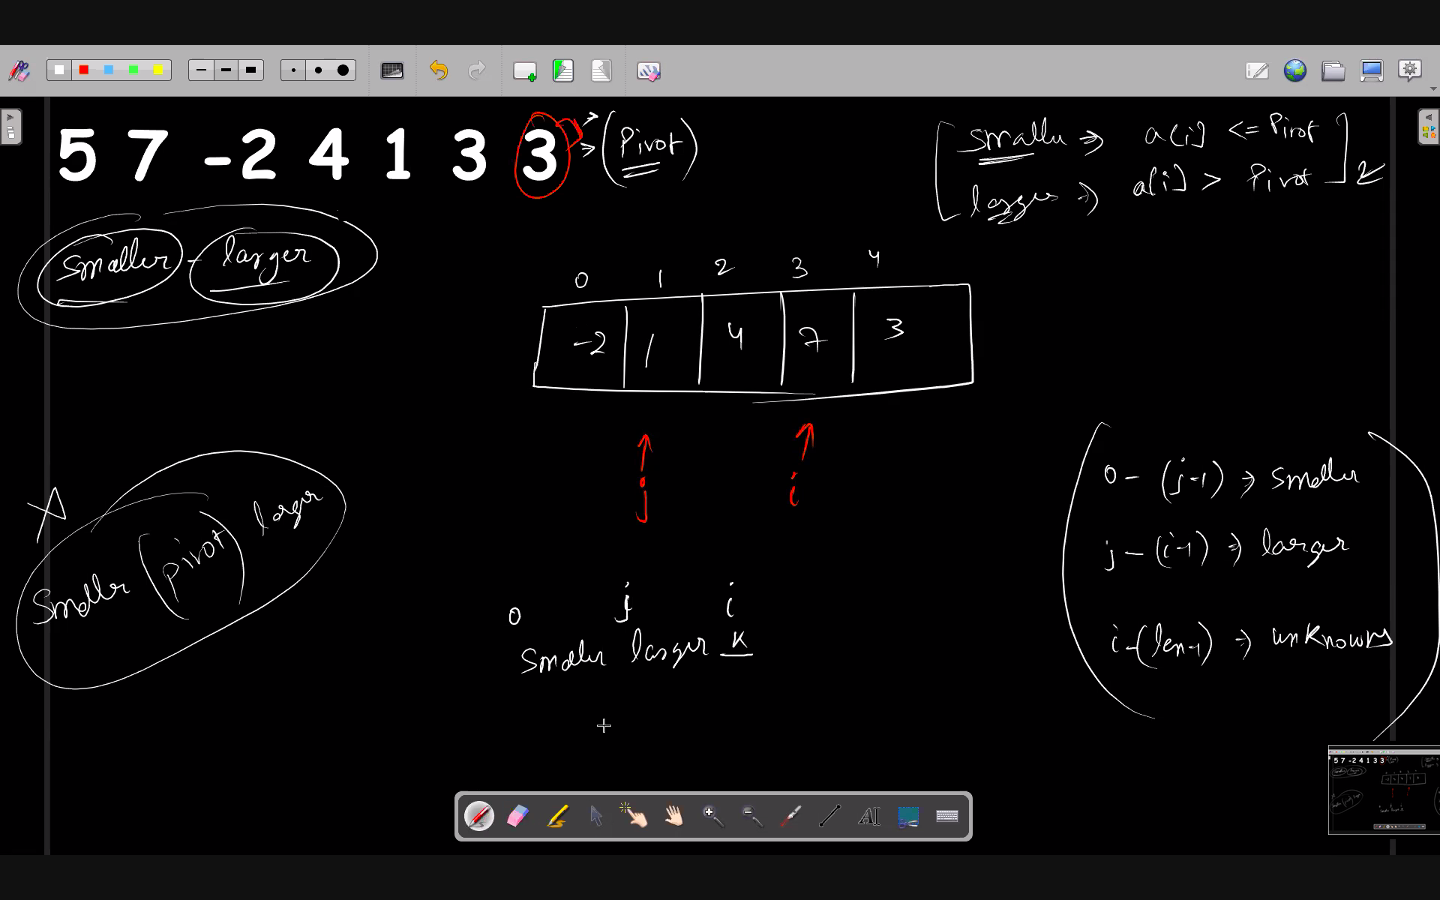 5 7 -2 4 1 3 3 (Pivot)
smaller => a[i] <= Pivot
larger => a[i] > Pivot
smaller - larger
0 1 2 3 4
-2 1 4 7 3
j i
smaller (pivot) larger
0 - (j-1) => smaller
j - (i-1) => larger
i - (len-1) => unknowns
0 j i
smaller larger k